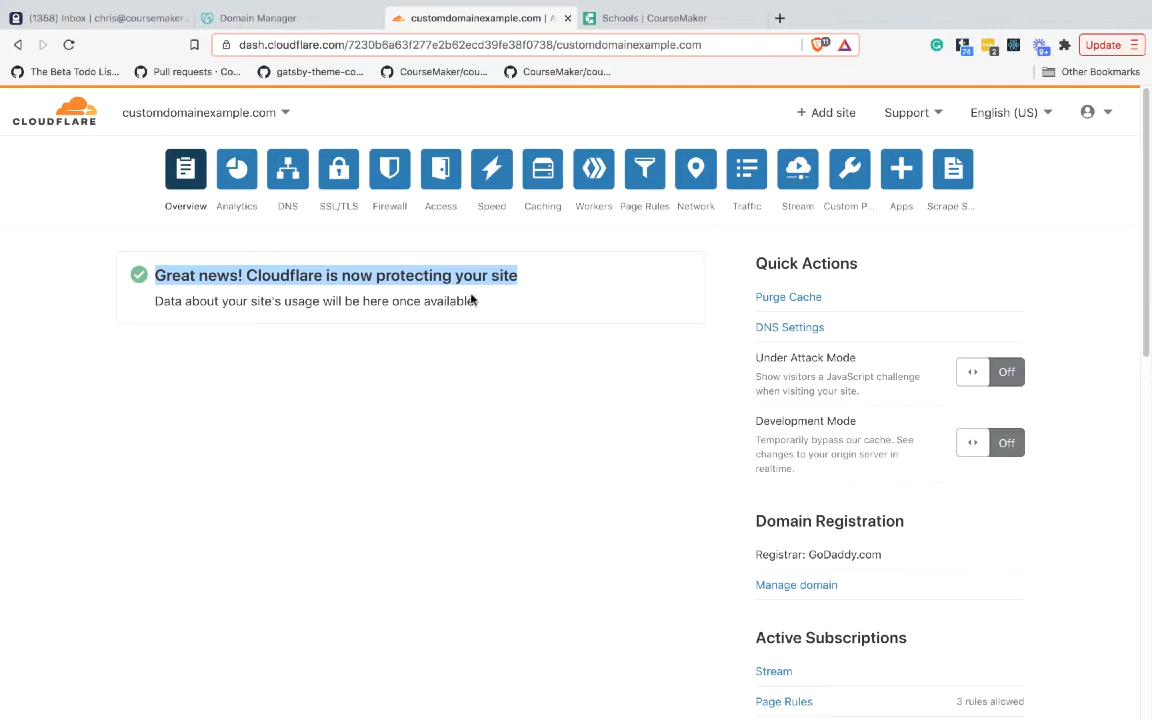 (1358) Inbox | chris@coursemaker
Domain Manager
customdomainexample.com | A
Schools | CourseMaker
dash.cloudflare.com/7230b6a63f277e2b62ecd39fe38f0738/customdomainexample.com
11
74
2
9+
Update
The Beta Todo Lis...
Pull requests · Co...
gatsby-theme-co...
CourseMaker/cou...
CourseMaker/cou...
Other Bookmarks
CLOUDFLARE
customdomainexample.com
+ Add site
Support
English (US)
Overview
Analytics
DNS
SSL/TLS
Firewall
Access
Speed
Caching
Workers
Page Rules
Network
Traffic
Stream
Custom P...
Apps
Scrape S...
Great news! Cloudflare is now protecting your site
Data about your site's usage will be here once available.
Quick Actions
Purge Cache
DNS Settings
Under Attack Mode
Show visitors a JavaScript challenge
when visiting your site.
Off
Development Mode
Temporarily bypass our cache. See
changes to your origin server in
realtime.
Off
Domain Registration
Registrar: GoDaddy.com
Manage domain
Active Subscriptions
Stream
Page Rules
3 rules allowed